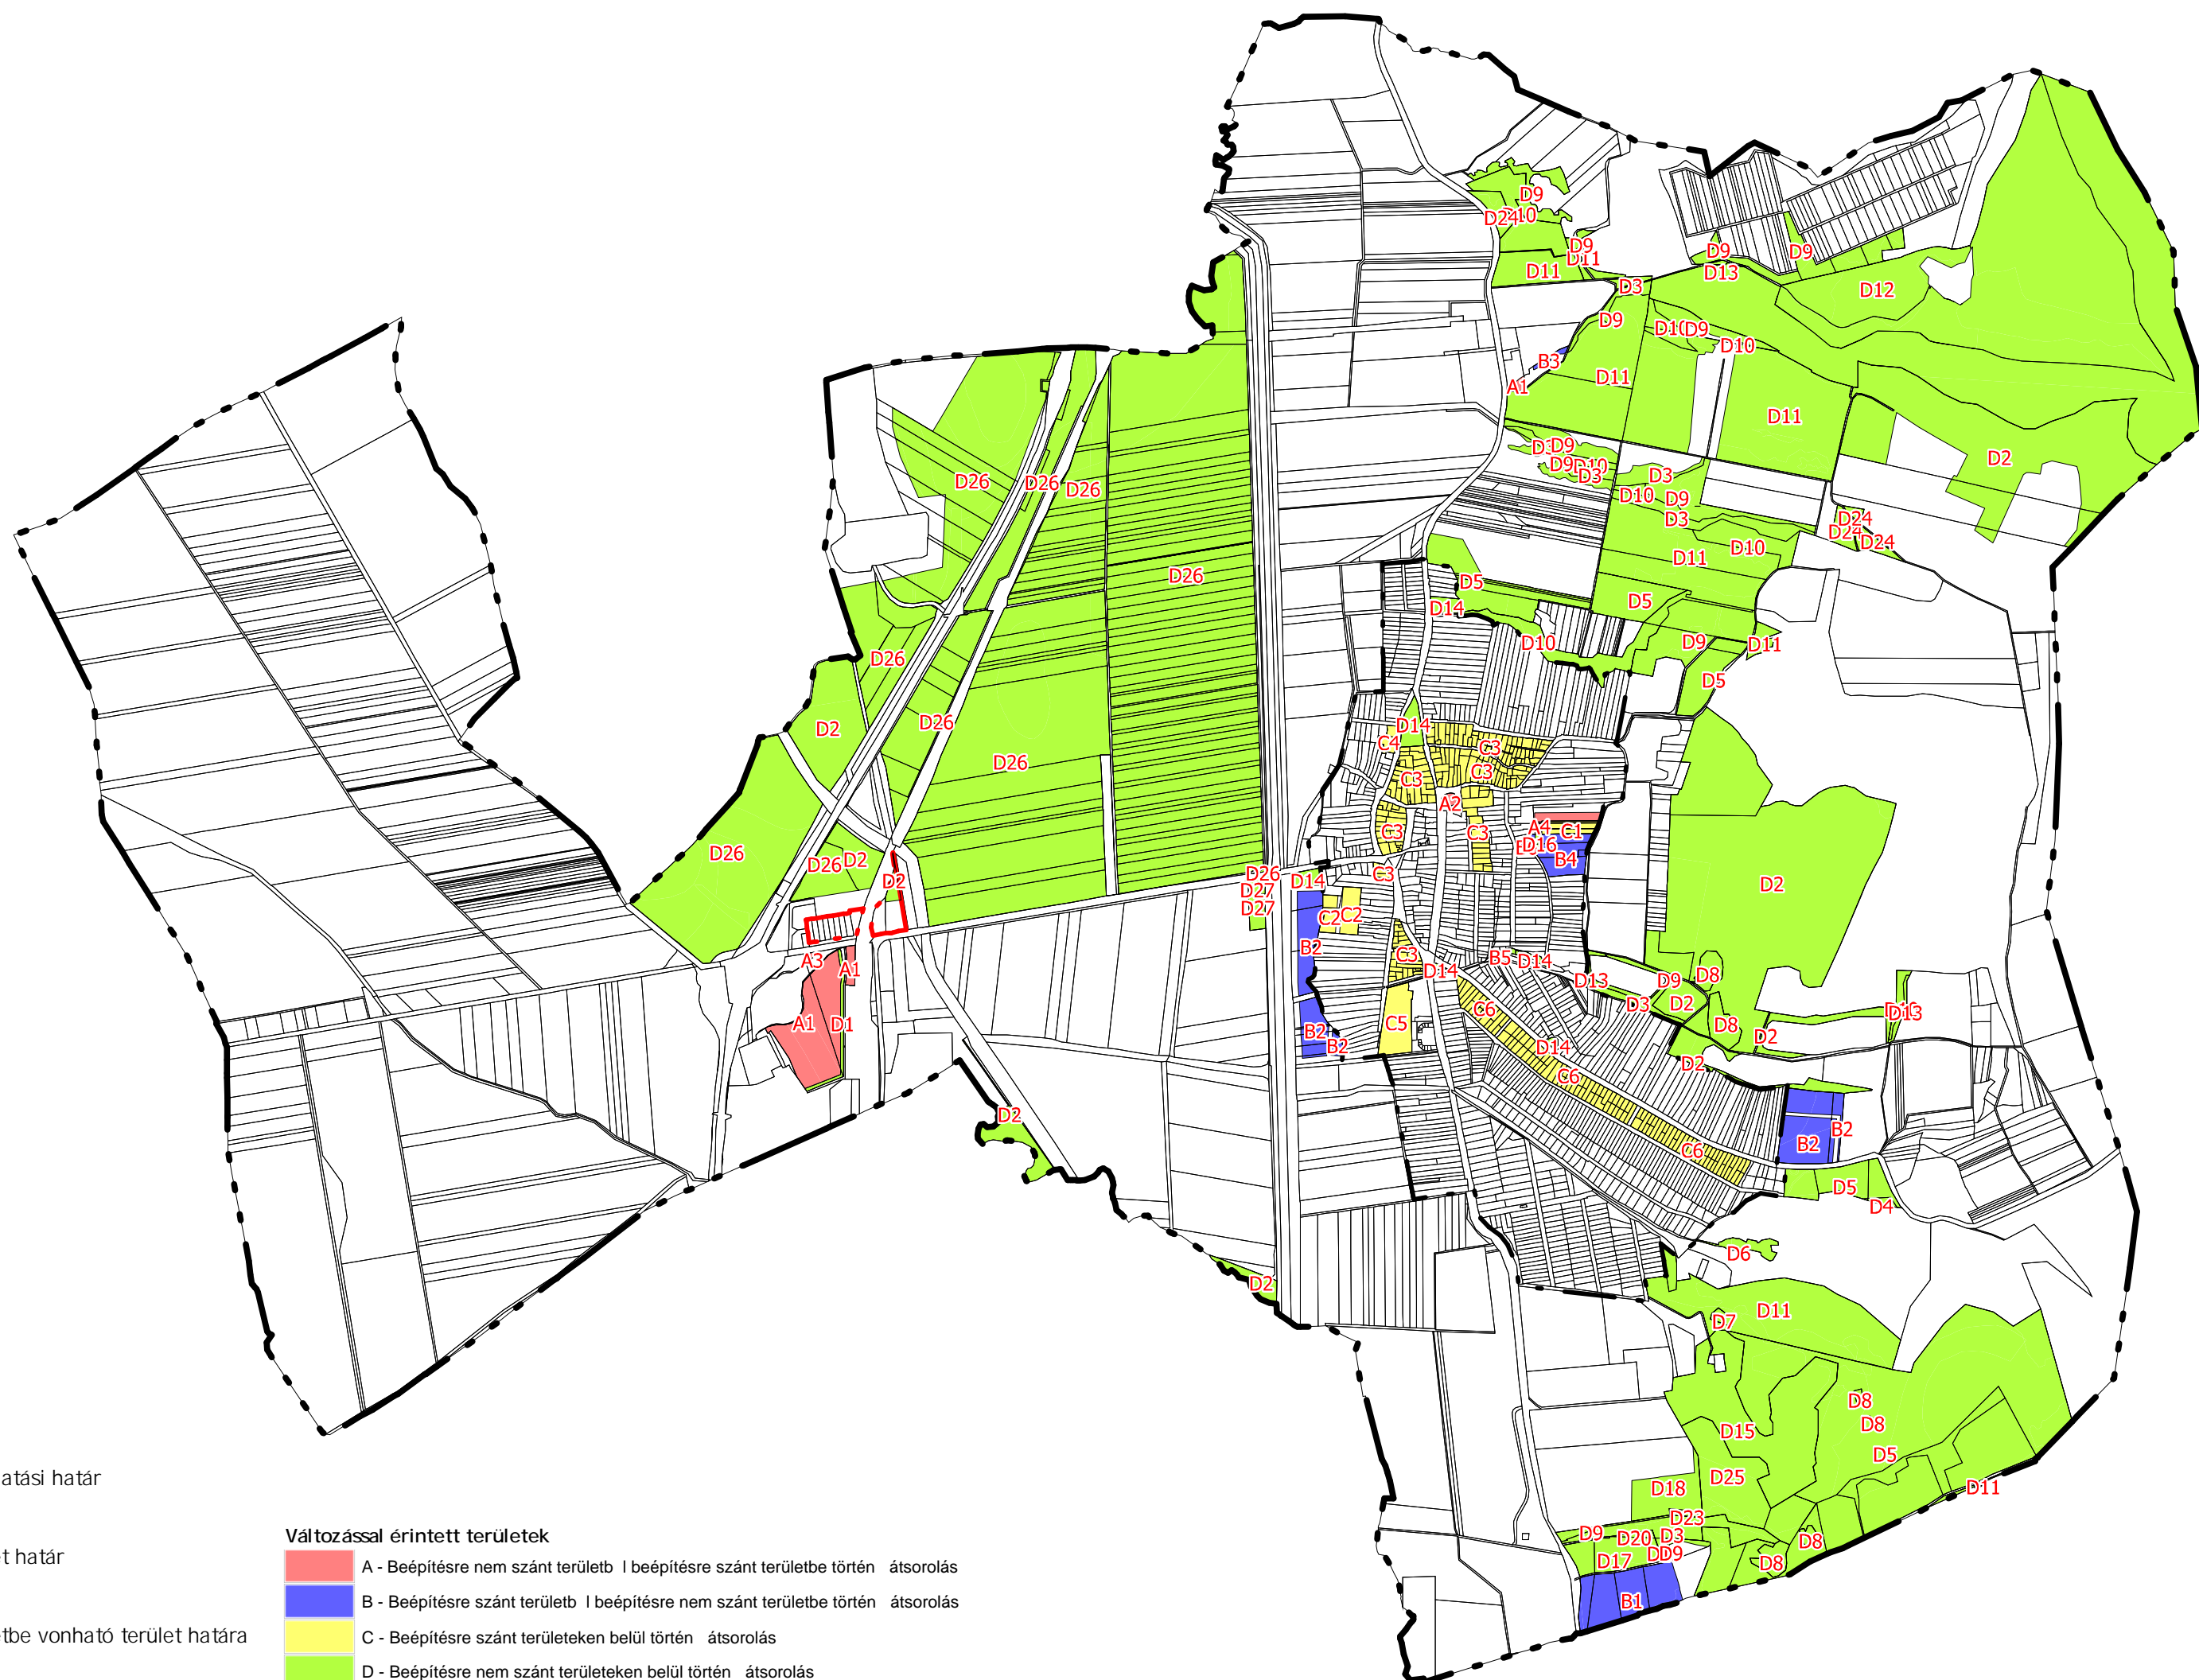 D9
D24
D9
D11
D11
D9
D13
D9
D12
D3
D9
D9
D10
B3
A1
D11
D11
D2
D9
D9
D3
D3
D10
D9
D3
D24
D24
D24
D11
D10
D26
D26
D26
D26
D5
D14
D5
D10
D9
D11
D5
D26
D2
D26
D26
D14
C4
C3
C3
C3
A2
C3
C3
A4
C1
D16
B4
D26
D26
D2
D2
D26
D27
D27
D14
C3
D2
C2
C2
B2
A3
A1
A1
D1
C3
D14
B5
D14
D13
D9
D8
D2
D3
D8
D2
D13
B2
B2
C5
C6
D14
D2
C6
D2
C6
B2
B2
D5
D4
D6
D2
D11
D7
D8
D8
D15
D5
D25
D18
D11
D23
D9
D20
D3
D9
D17
D8
D8
B1
atási határ
t határ
tbe vonható terület határa
Változással érintett területek
A - Beépítésre nem szánt területb l beépítésre szánt területbe történ átsorolás
B - Beépítésre szánt területb l beépítésre nem szánt területbe történ átsorolás
C - Beépítésre szánt területeken belül történ átsorolás
D - Beépítésre nem szánt területeken belül történ átsorolás